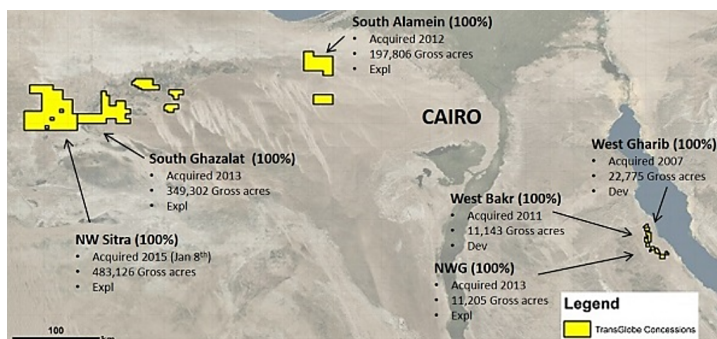 South Alamein (100%)
• Acquired 2012
• 197,806 Gross acres
• Expl
CAIRO
South Ghazalat (100%)
• Acquired 2013
• 349,302 Gross acres
• Expl
NW Sitra (100%)
• Acquired 2015 (Jan 8th)
• 483,126 Gross acres
• Expl
West Gharib (100%)
• Acquired 2007
• 22,775 Gross acres
• Dev
West Bakr (100%)
• Acquired 2011
• 11,143 Gross acres
• Dev
NWG (100%)
• Acquired 2013
• 11,205 Gross acres
• Expl
Legend
TransGlobe Concessions
100